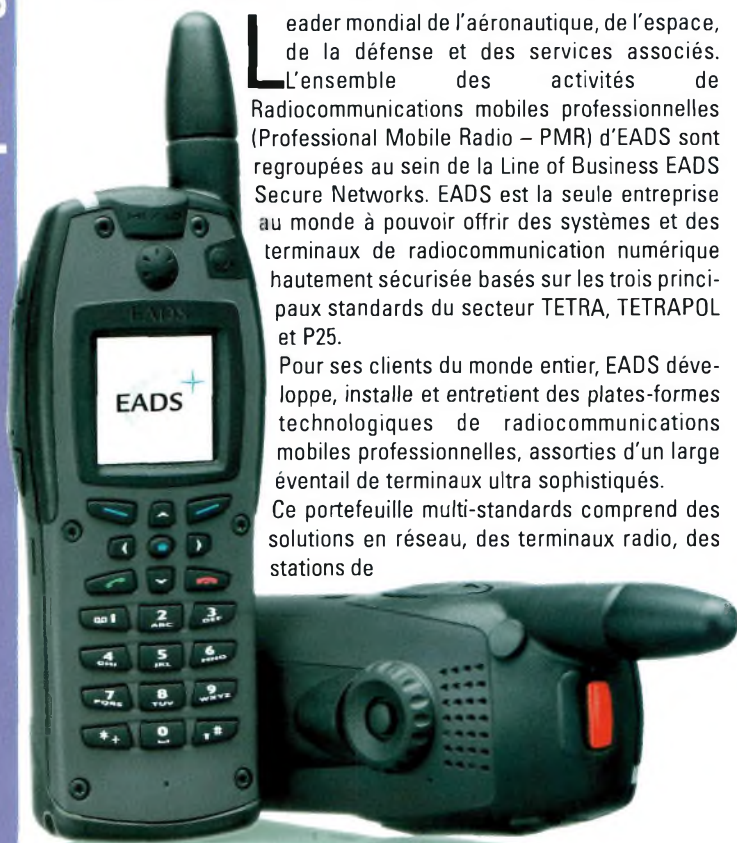 Leader mondial de l'aéronautique, de l'espace,
de la défense et des services associés.
L'ensemble des activités de
Radiocommunications mobiles professionnelles
(Professional Mobile Radio – PMR) d'EADS sont
regroupées au sein de la Line of Business EADS
Secure Networks. EADS est la seule entreprise
au monde à pouvoir offrir des systèmes et des
terminaux de radiocommunication numérique
hautement sécurisée basés sur les trois princi-
paux standards du secteur TETRA, TETRAPOL
et P25.
Pour ses clients du monde entier, EADS déve-
loppe, installe et entretient des plates-formes
technologiques de radiocommunications
mobiles professionnelles, assorties d'un large
éventail de terminaux ultra sophistiqués.
Ce portefeuille multi-standards comprend des
solutions en réseau, des terminaux radio, des
stations de
EADS
EADS
1 2 3
ABC DEF
4 5 6
GHI JKL MNO
7 8 9
PQRS TUV WXYZ
*+ 0 #